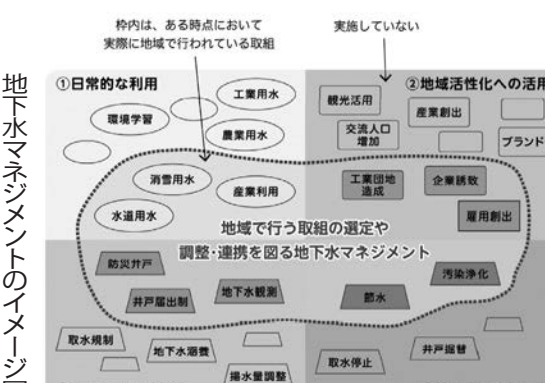 枠内は、ある時点において
実際に地域で行われている取組
実施していない
地下水マネジメントのイメージ
①日常的な利用
工業用水
環境学習
農業用水
消雪用水
産業利用
水道用水
②地域活性化への活用
観光活用
産業創出
交流人口
増加
ブランド
工業団地
造成
企業誘致
雇用創出
地域で行う取組の選定や
調整・連携を図る地下水マネジメント
防災井戸
井戸届出制
地下水観測
節水
汚染浄化
取水規制
地下水涵養
揚水量調整
取水停止
井戸掘替